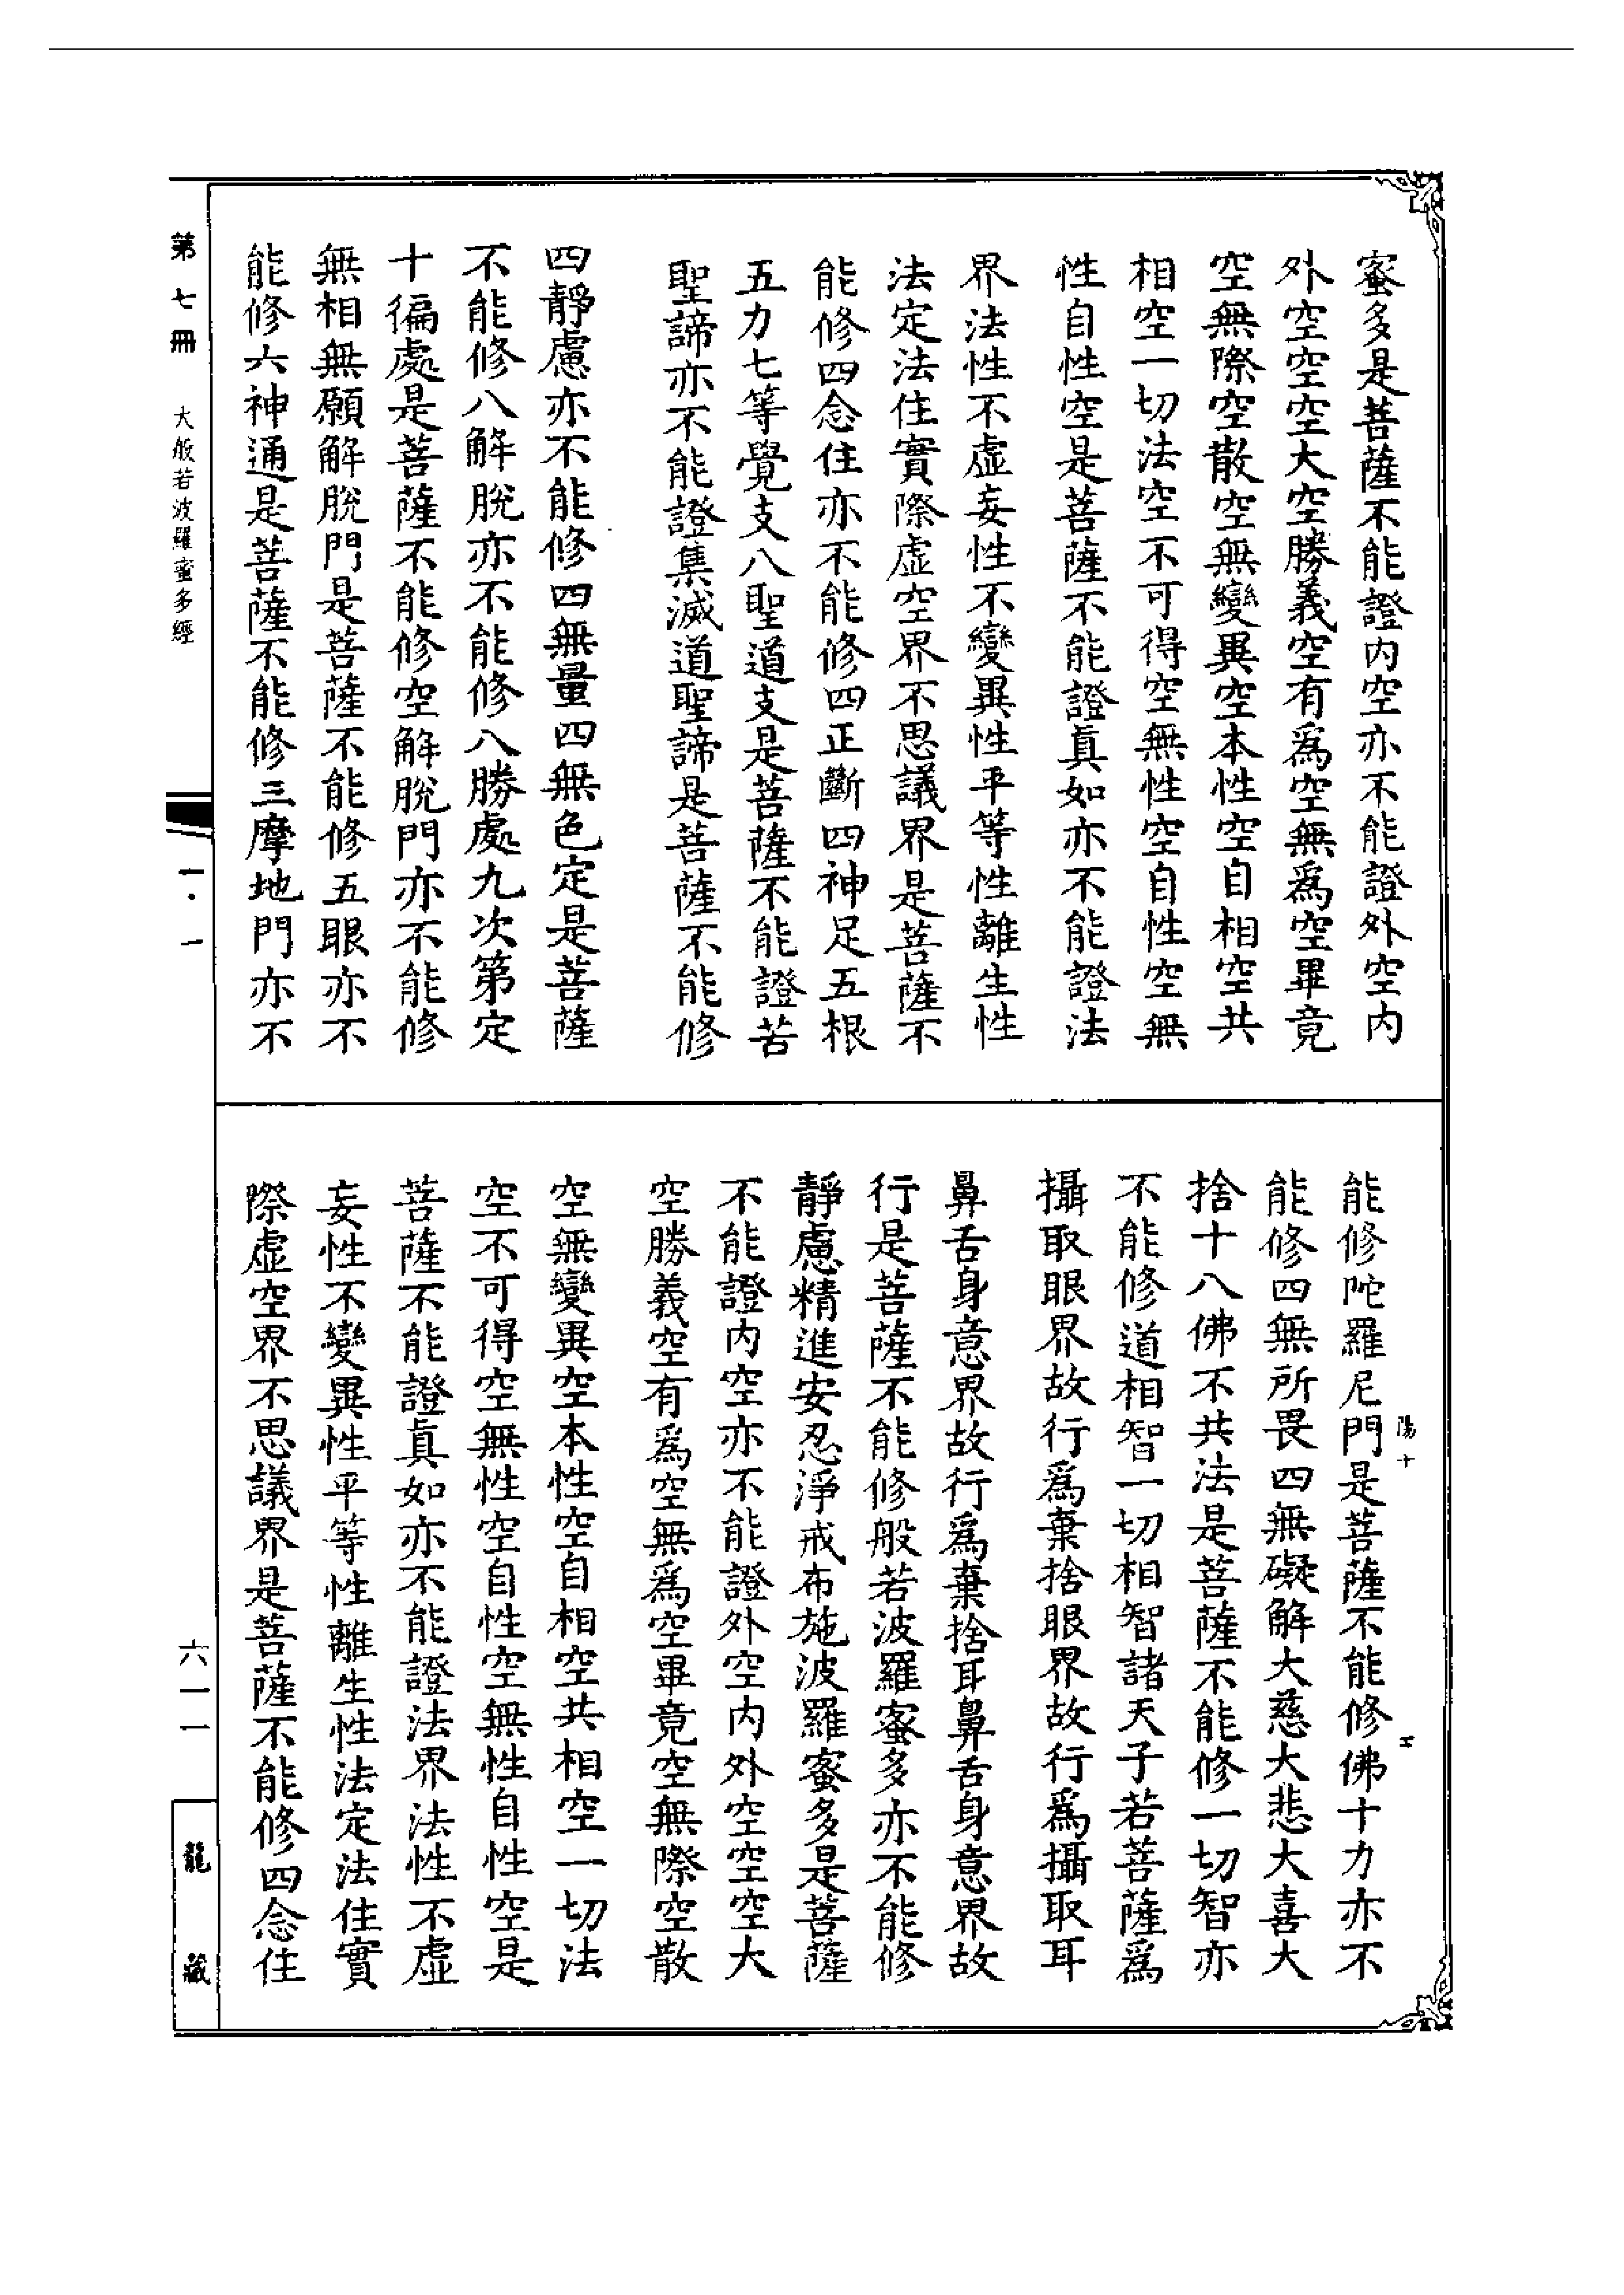 蜜多是菩薩不能證內空亦不能證外空內
外空空空大空勝義空有爲空無爲空畢竟
空無際空散空無變異空本性空自相空共
相空一切法空不可得空無性空自性空無
性自性空是菩薩不能證眞如亦不能證法
界法性不虛妄性不變異性平等性離生性
法定法住實際虛空界不思議界是菩薩不
能修四念住亦不能修四正斷四神足五根
五力七等覺支八聖道支是菩薩不能證苦
聖諦亦不能證集滅道聖諦是菩薩不能修
四靜慮亦不能修四無量四無色定是菩薩
不能修八解脫亦不能修八勝處九次第定
十徧處是菩薩不能修空解脫門亦不能修
無相無願解脫門是菩薩不能修五眼亦不
能修六神通是菩薩不能修三摩地門亦不
能修陀羅尼門是菩薩不能修佛十力亦不
能修四無所畏四無礙解大慈大悲大喜大
捨十八佛不共法是菩薩不能修一切智亦
不能修道相智一切相智諸天子若菩薩爲
攝取眼界故行爲棄捨眼界故行爲攝取耳
鼻舌身意界故行爲棄捨耳鼻舌身意界故
行是菩薩不能修般若波羅蜜多亦不能修
靜慮精進安忍淨戒布施波羅蜜多是菩薩
不能證內空亦不能證外空內外空空空大
空勝義空有爲空無爲空畢竟空無際空散
空無變異空本性空自相空共相空一切法
空不可得空無性空自性空無性自性空是
菩薩不能證眞如亦不能證法界法性不虛
妄性不變異性平等性離生性法定法住實
際虛空界不思議界是菩薩不能修四念住
陽十
第七冊 大般若波羅蜜多經
一·一
六一一
龍藏